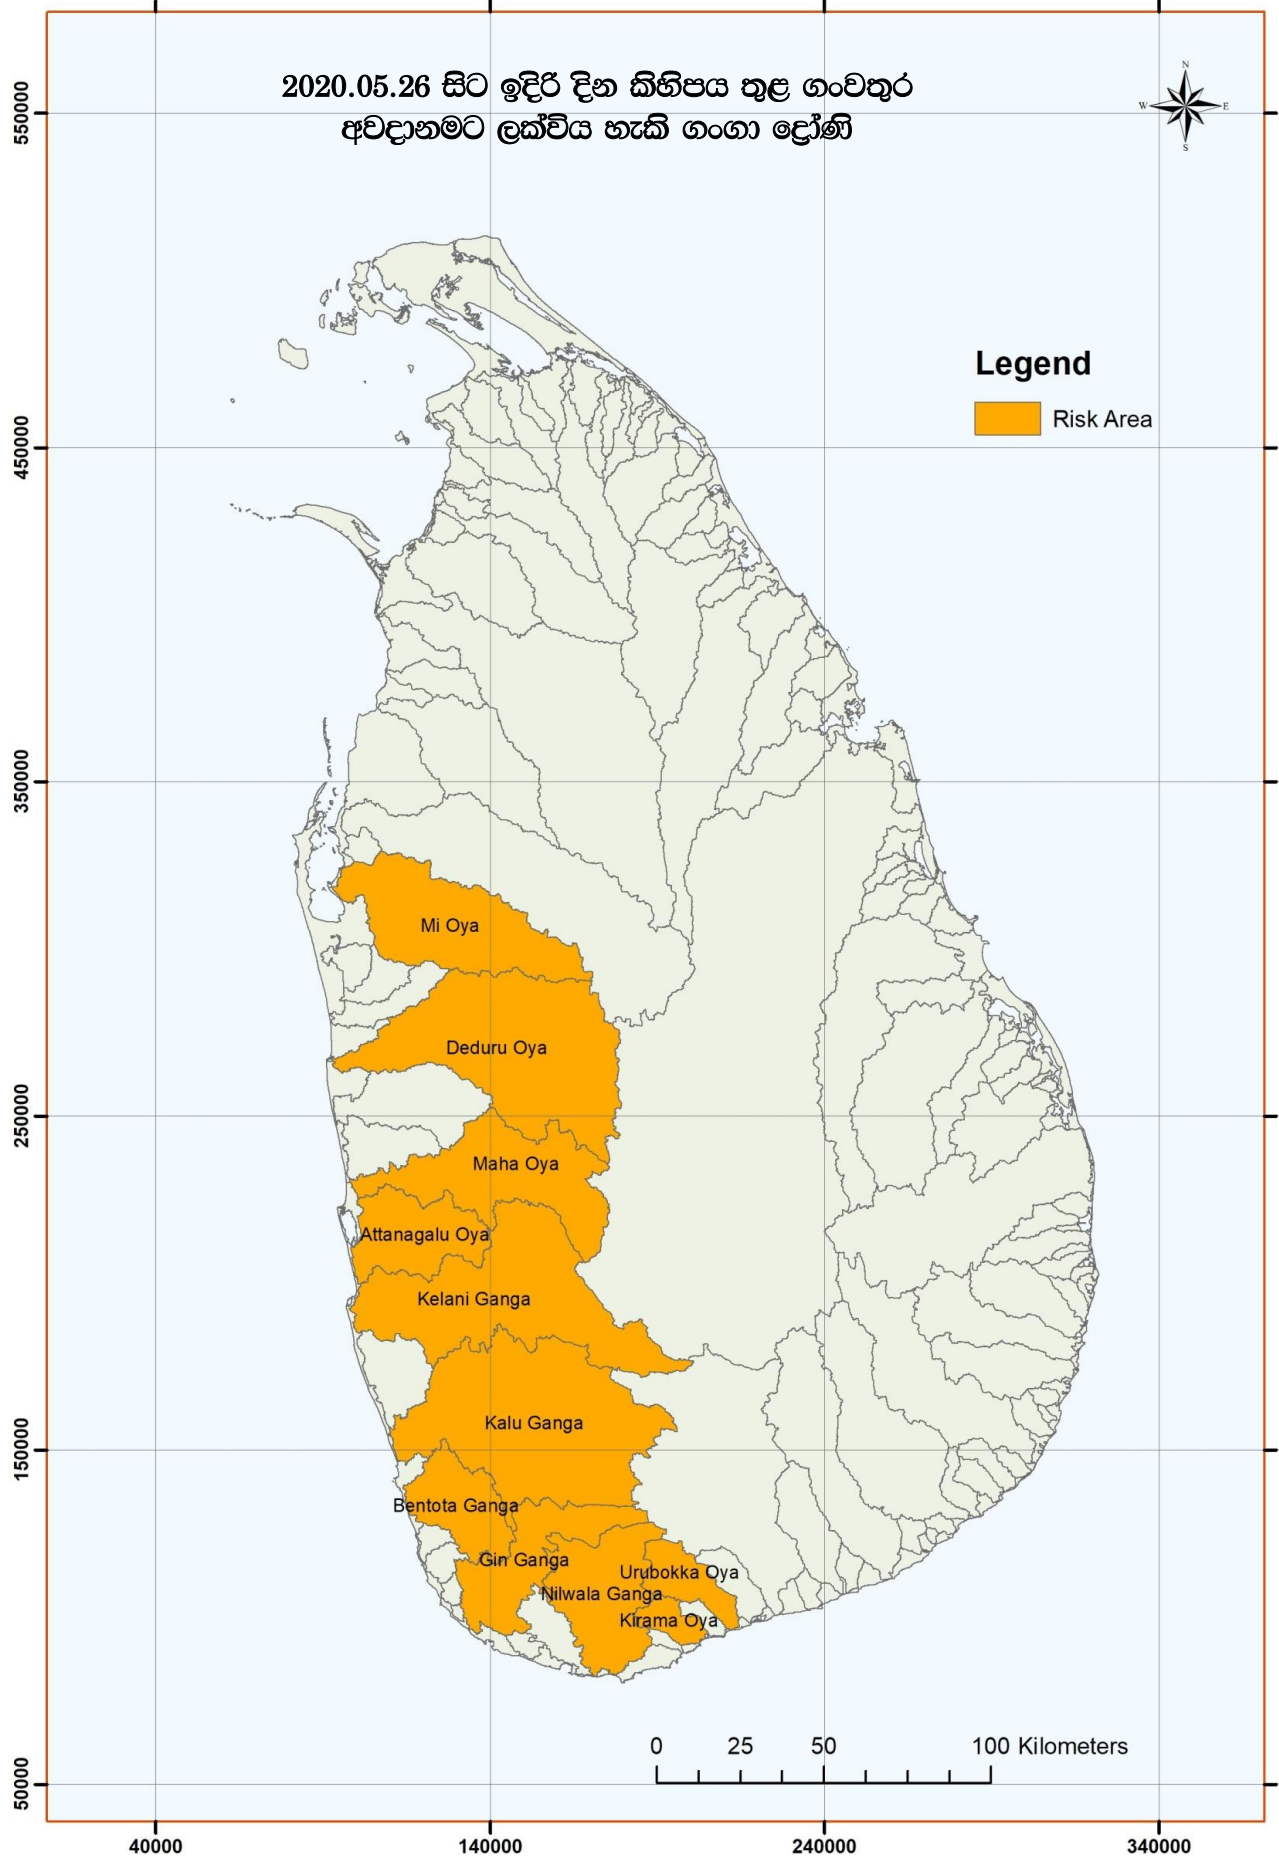 2020.05.26 සිට ඉදිරි දින කිහිපය තුළ ගංවතුර
අවදානමට ලක්විය හැකි ගංගා ද්‍රෝණි
N
W E
S
550000
Legend
Risk Area
450000
350000
Mi Oya
Deduru Oya
250000
Maha Oya
Attanagalu Oya
Kelani Ganga
Kalu Ganga
150000
Bentota Ganga
Gin Ganga
Urubokka Oya
Nilwala Ganga
Kirama Oya
0 25 50 100 Kilometers
50000
40000 140000 240000 340000